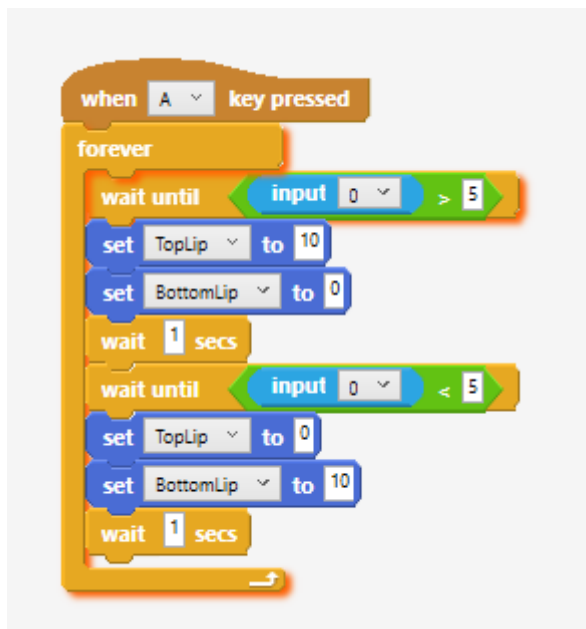 when A key pressed
forever
wait until input 0 > 5
set TopLip to 10
set BottomLip to 0
wait 1 secs
wait until input 0 < 5
set TopLip to 0
set BottomLip to 10
wait 1 secs